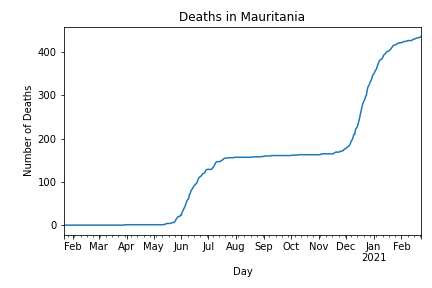 Deaths in Mauritania
Number of Deaths
400
300
200
100
0
Feb Mar Apr May Jun Jul Aug Sep Oct Nov Dec Jan Feb
2021
Day